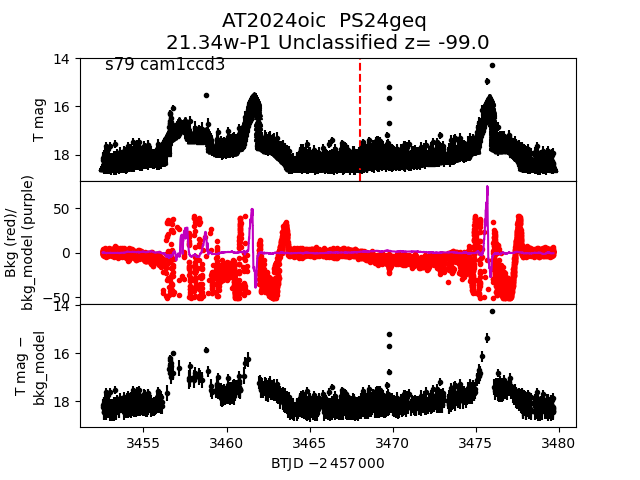 AT2024oic  PS24geq
21.34w-P1 Unclassified z= -99.0
s79 cam1ccd3
14
16
18
T mag
50
0
−50
Bkg (red)/
bkg_model (purple)
14
16
18
T mag −
bkg_model
3455
3460
3465
3470
3475
3480
BTJD −2 457 000